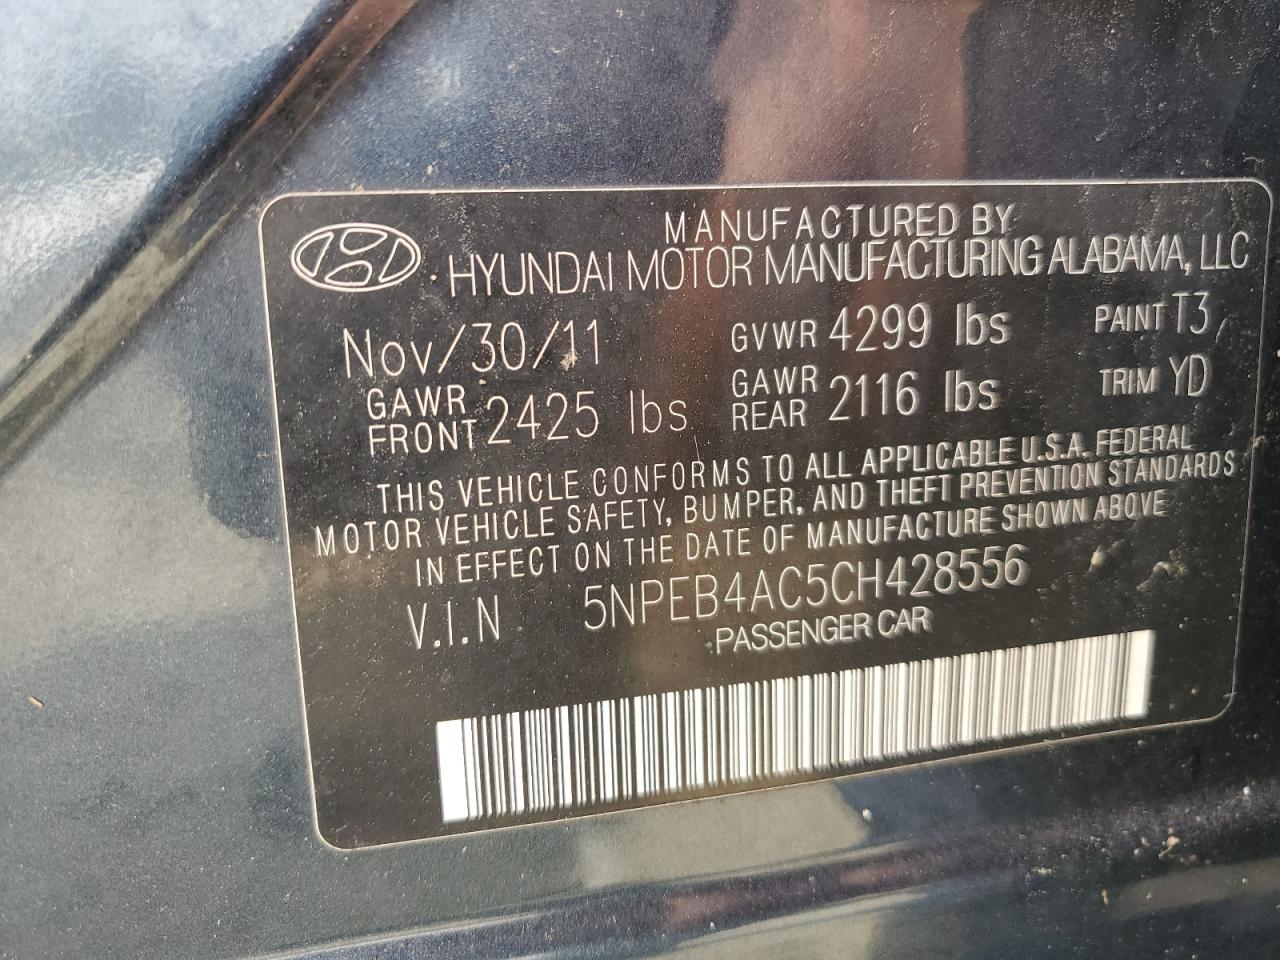 MANUFACTURED BY
HYUNDAI MOTOR MANUFACTURING ALABAMA, LLC
Nov/30/11 GVWR 4299 lbs PAINT T3
GAWR FRONT 2425 lbs GAWR REAR 2116 lbs TRIM YD
THIS VEHICLE CONFORMS TO ALL APPLICABLE U.S.A. FEDERAL
MOTOR VEHICLE SAFETY, BUMPER, AND THEFT PREVENTION STANDARDS
IN EFFECT ON THE DATE OF MANUFACTURE SHOWN ABOVE
V.I.N 5NPEB4AC5CH428556
PASSENGER CAR